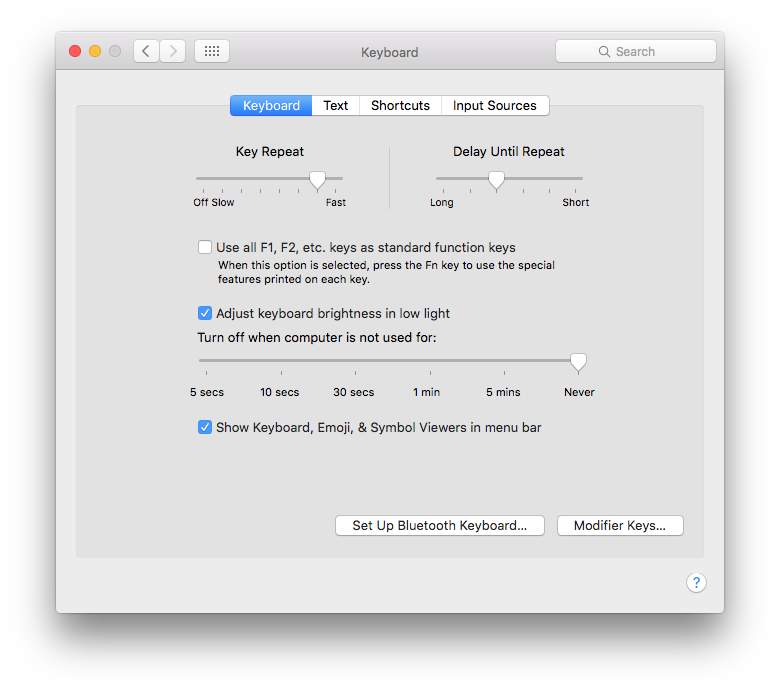 Keyboard
Search
Keyboard Text Shortcuts Input Sources
Key Repeat
Delay Until Repeat
Off Slow Fast
Long Short
Use all F1, F2, etc. keys as standard function keys
When this option is selected, press the Fn key to use the special
features printed on each key.
Adjust keyboard brightness in low light
Turn off when computer is not used for:
5 secs 10 secs 30 secs 1 min 5 mins Never
Show Keyboard, Emoji, & Symbol Viewers in menu bar
Set Up Bluetooth Keyboard... Modifier Keys...
?